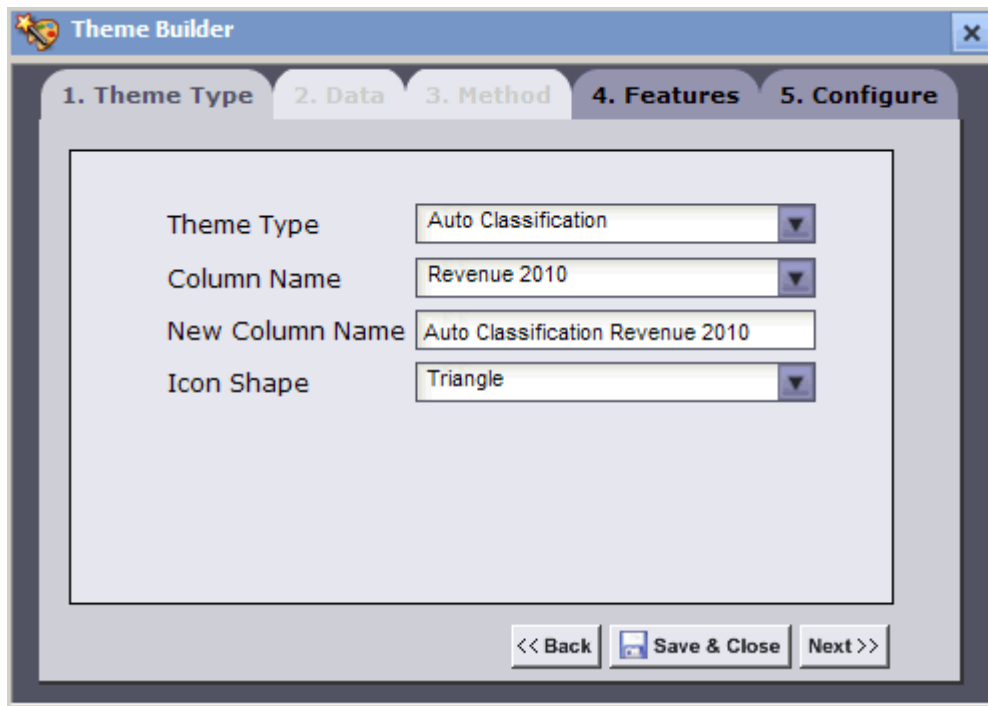 Theme Builder
1. Theme Type 2. Data 3. Method 4. Features 5. Configure
Theme Type Auto Classification
Column Name Revenue 2010
New Column Name Auto Classification Revenue 2010
Icon Shape Triangle
<< Back Save & Close Next >>